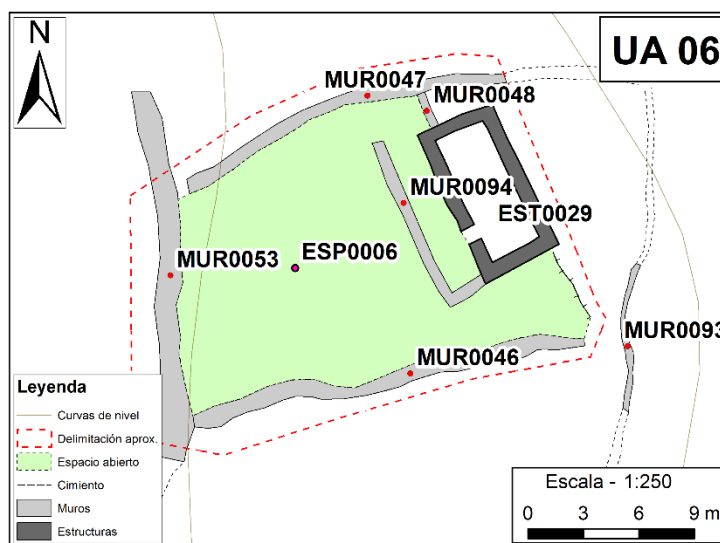 N
UA 06
MUR0047
MUR0048
MUR0094
EST0029
MUR0053
ESP0006
MUR0093
MUR0046
Leyenda
Curvas de nivel
Delimitación aprox.
Espacio abierto
Cimiento
Muros
Estructuras
Escala - 1:250
0 3 6 9 m